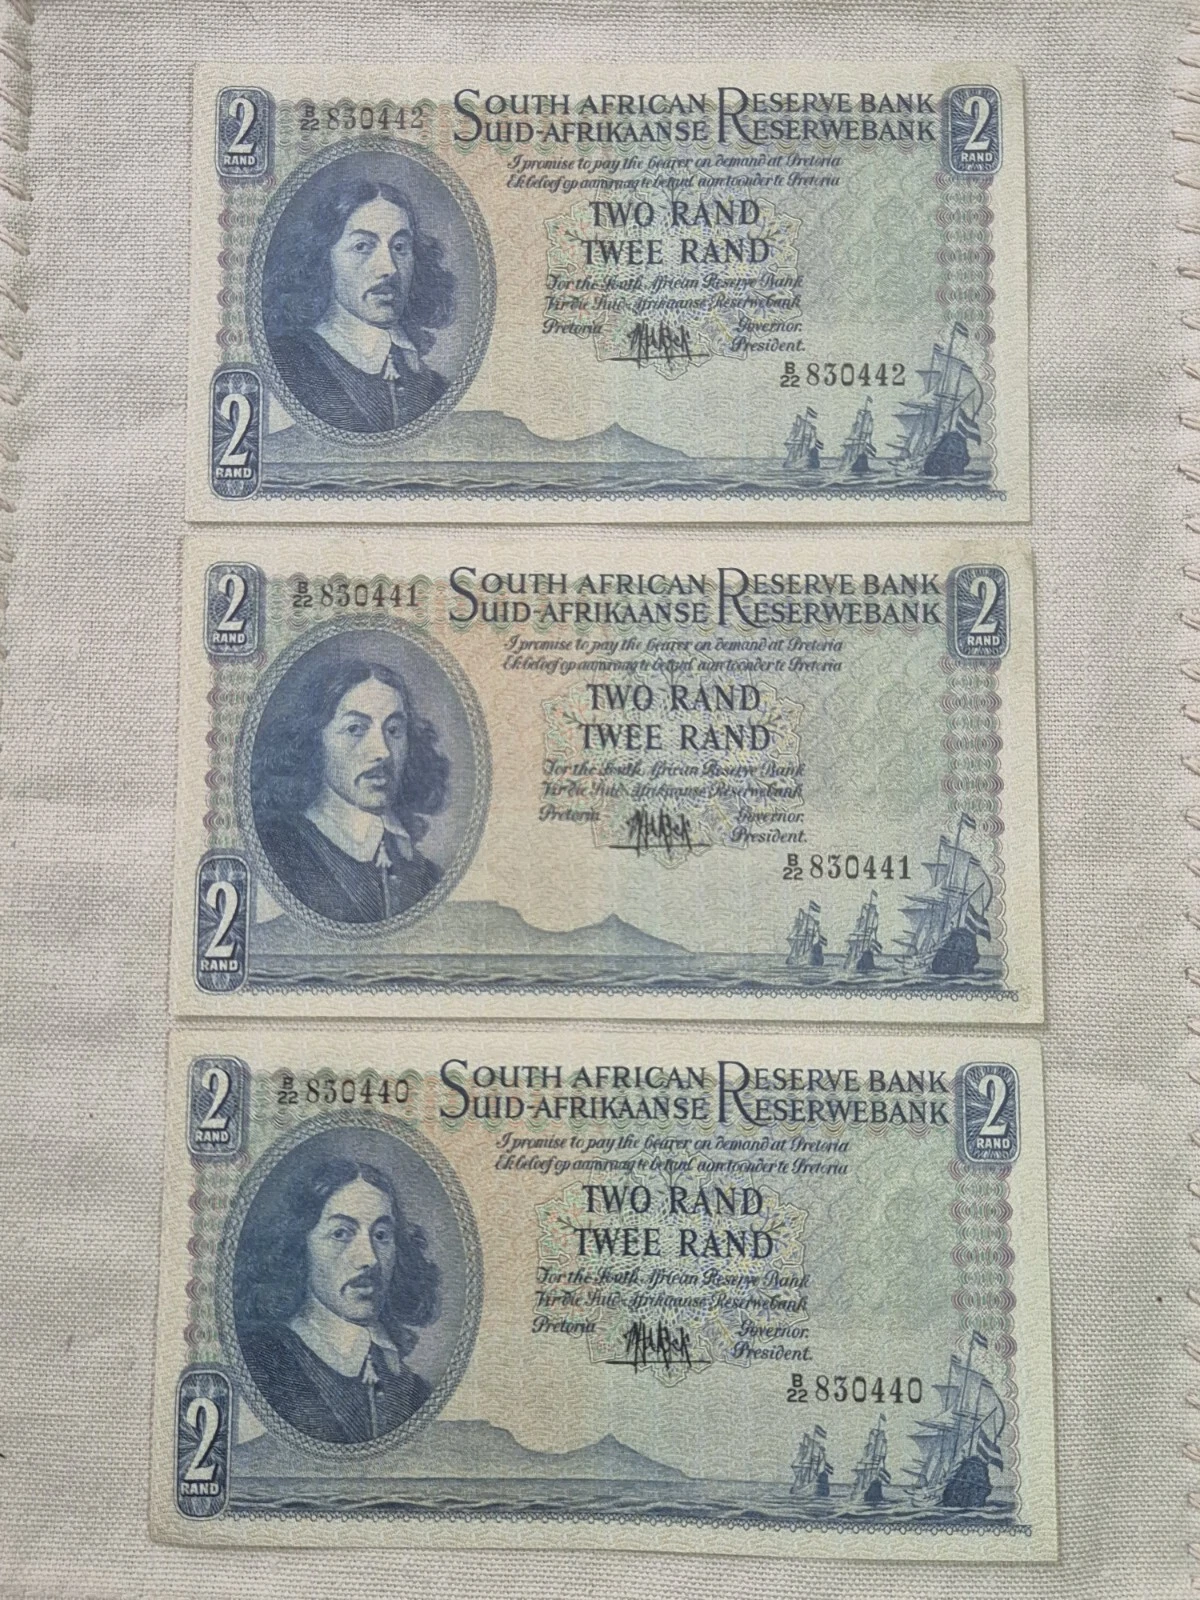 2 RAND
B/22 830442
SOUTH AFRICAN RESERVE BANK
SUID-AFRIKAANSE RESERWEBANK
2 RAND
I promise to pay the bearer on demand at Pretoria
Ek beloof op aanvraag te betaal aan toonder te Pretoria
TWO RAND
TWEE RAND
For the South African Reserve Bank
Vir die Suid-Afrikaanse Reserwebank
Pretoria
Governor.
President.
B/22 830442
2 RAND
2 RAND
B/22 830441
SOUTH AFRICAN RESERVE BANK
SUID-AFRIKAANSE RESERWEBANK
2 RAND
I promise to pay the bearer on demand at Pretoria
Ek beloof op aanvraag te betaal aan toonder te Pretoria
TWO RAND
TWEE RAND
For the South African Reserve Bank
Vir die Suid-Afrikaanse Reserwebank
Pretoria
Governor.
President.
B/22 830441
2 RAND
2 RAND
B/22 830440
SOUTH AFRICAN RESERVE BANK
SUID-AFRIKAANSE RESERWEBANK
2 RAND
I promise to pay the bearer on demand at Pretoria
Ek beloof op aanvraag te betaal aan toonder te Pretoria
TWO RAND
TWEE RAND
For the South African Reserve Bank
Vir die Suid-Afrikaanse Reserwebank
Pretoria
Governor.
President.
B/22 830440
2 RAND